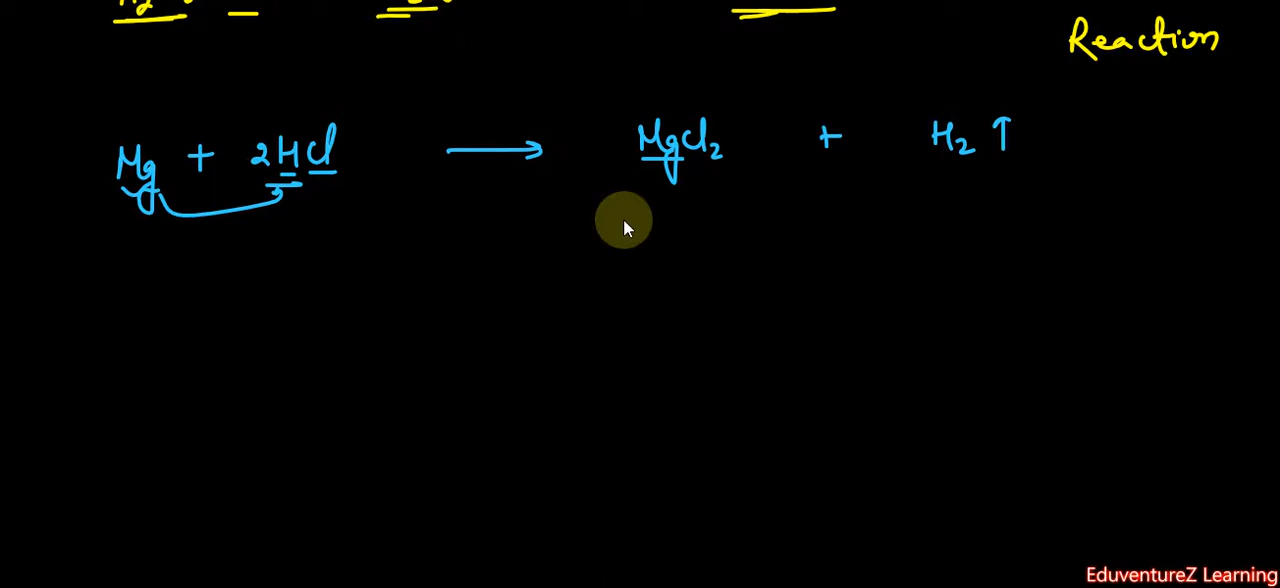 Reaction
Mg + 2HCl ⟶ MgCl₂ + H₂ ↑
EduventureZ Learning